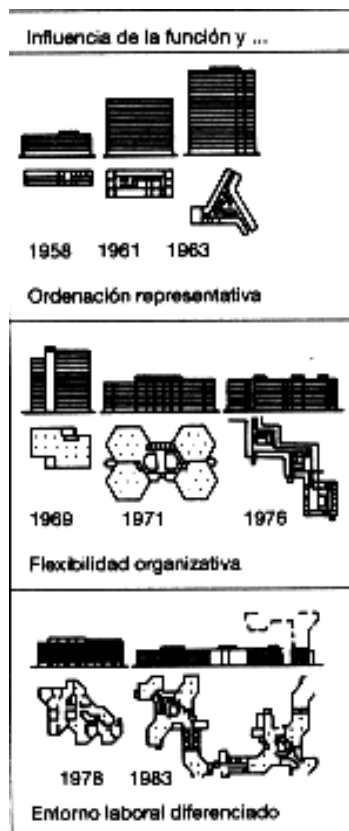 Influencia de la función y ...
1958 1961 1963
Ordenación representativa
1969 1971 1976
Flexibilidad organizativa
1978 1983
Entorno laboral diferenciado